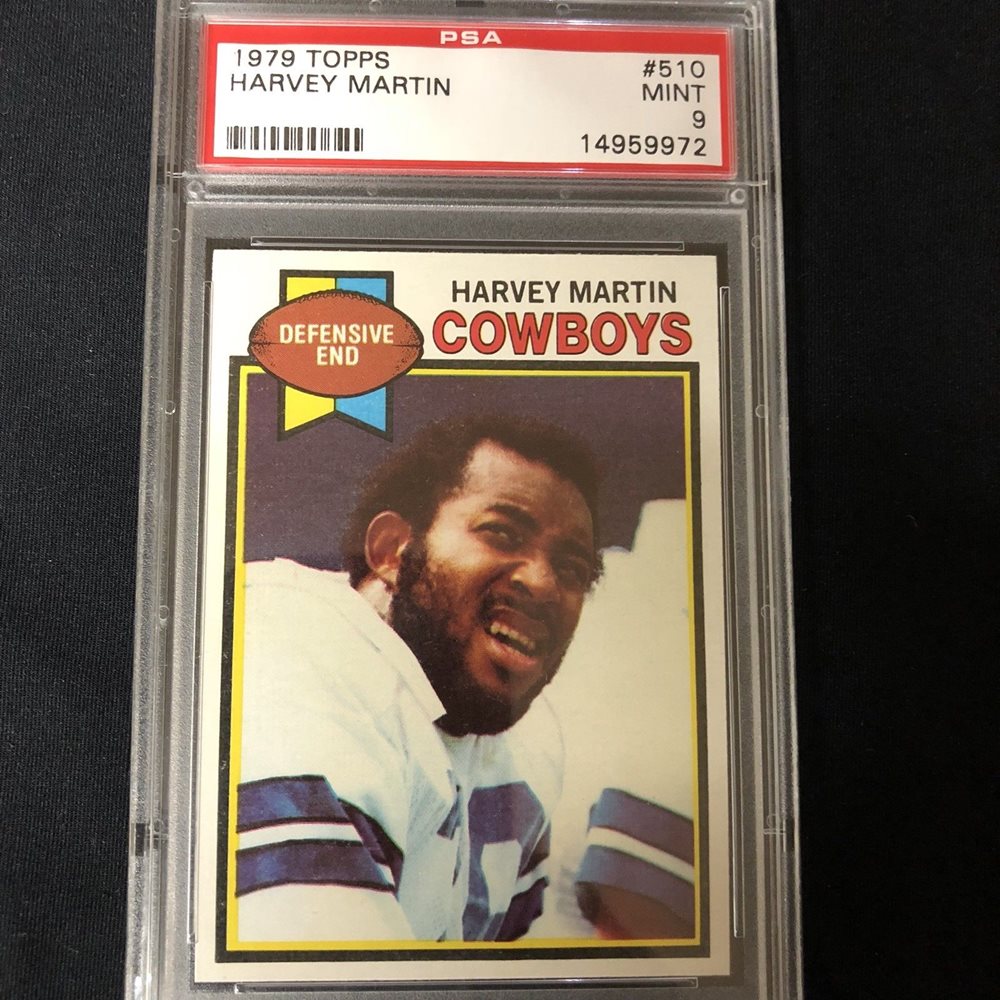 PSA
1979 TOPPS #510
HARVEY MARTIN MINT
9
14959972
HARVEY MARTIN
COWBOYS
DEFENSIVE
END